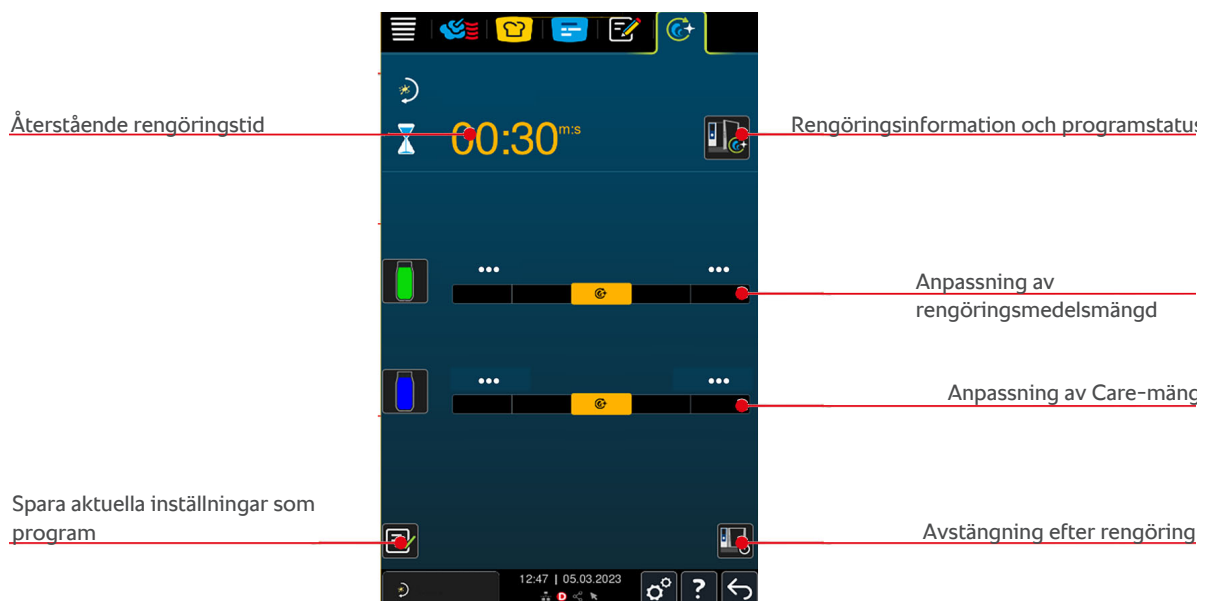 Återstående rengöringstid
00:30 m:s
Rengöringsinformation och programstatus
Anpassning av
rengöringsmedelsmängd
Anpassning av Care-mäng
Spara aktuella inställningar som
program
Avstängning efter rengöring
12:47 | 05.03.2023
D
?